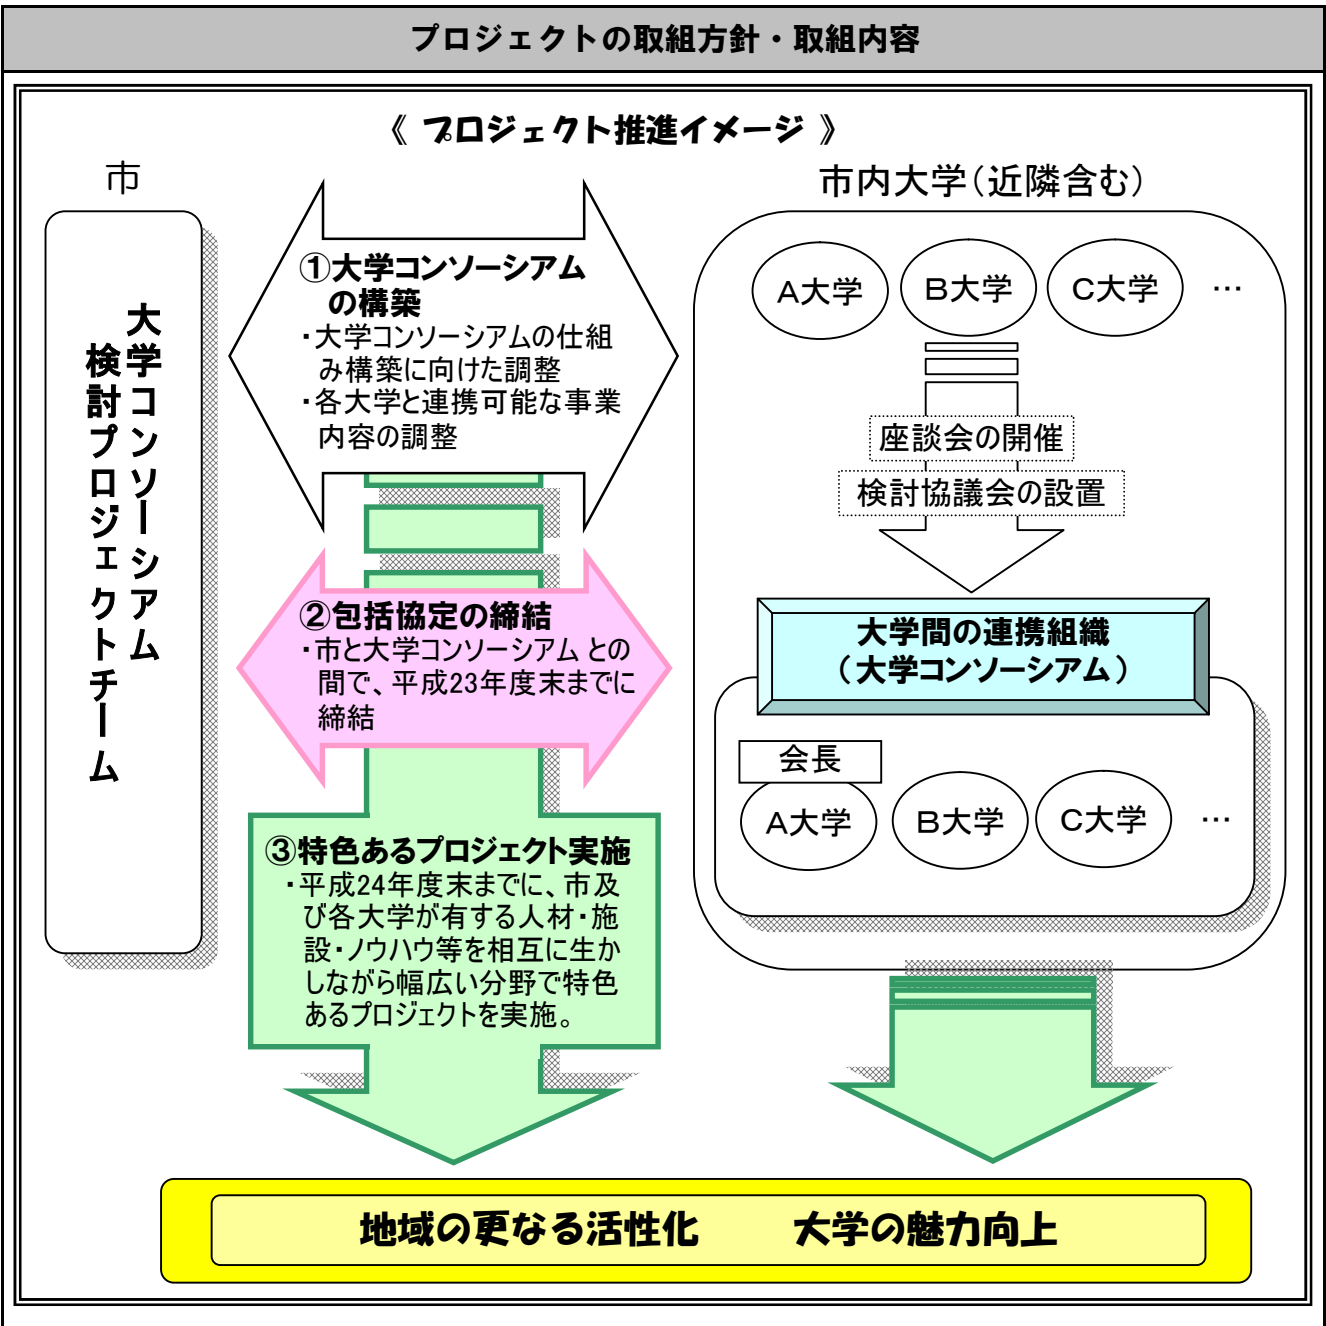 プロジェクトの取組方針・取組内容
《 プロジェクト推進イメージ 》
市
大学コンソーシアム
検討プロジェクトチーム
①大学コンソーシアム
の構築
・大学コンソーシアムの仕組
み構築に向けた調整
・各大学と連携可能な事業
内容の調整
②包括協定の締結
・市と大学コンソーシアム との
間で、平成23年度末までに
締結
③特色あるプロジェクト実施
・平成24年度末までに、市及
び各大学が有する人材・施
設・ノウハウ等を相互に生か
しながら幅広い分野で特色
あるプロジェクトを実施。
市内大学（近隣含む）
A大学 B大学 C大学 …
座談会の開催
検討協議会の設置
大学間の連携組織
（大学コンソーシアム）
会長
A大学 B大学 C大学 …
地域の更なる活性化 大学の魅力向上